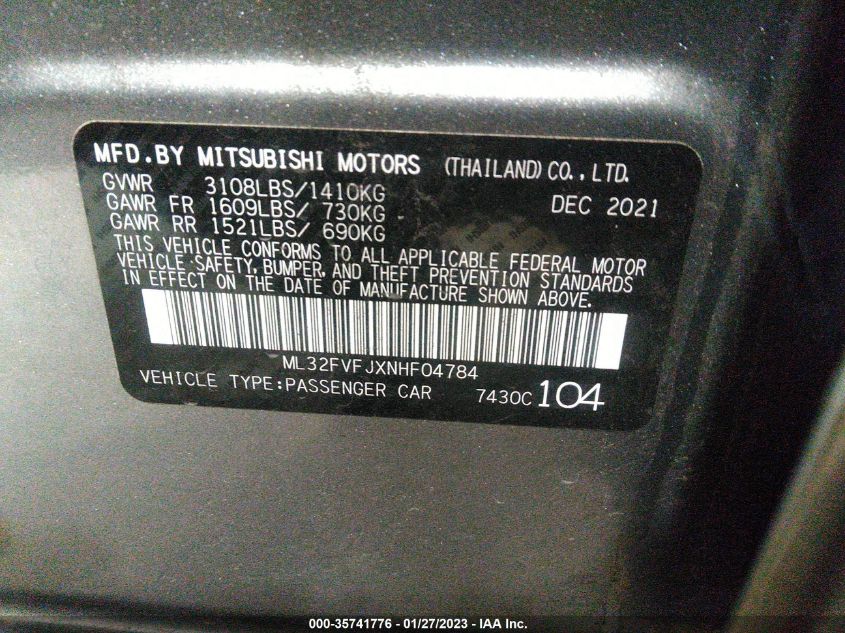 MFD.BY MITSUBISHI MOTORS (THAILAND) CO., LTD.
GVWR 3108LBS/1410KG DEC 2021
GAWR FR 1609LBS/ 730KG
GAWR RR 1521LBS/ 690KG
THIS VEHICLE CONFORMS TO ALL APPLICABLE FEDERAL MOTOR
VEHICLE SAFETY, BUMPER, AND THEFT PREVENTION STANDARDS
IN EFFECT ON THE DATE OF MANUFACTURE SHOWN ABOVE.
ML32FVFJXNHF04784
VEHICLE TYPE:PASSENGER CAR 7430C 104
000-35741776 - 01/27/2023 - IAA Inc.